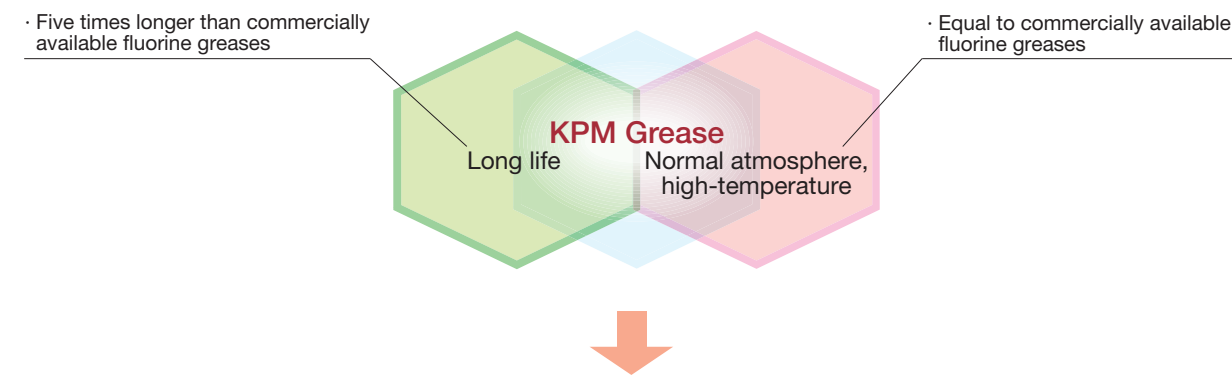 · Five times longer than commercially
available fluorine greases
· Equal to commercially available
fluorine greases
KPM Grease
Long life
Normal atmosphere,
high-temperature